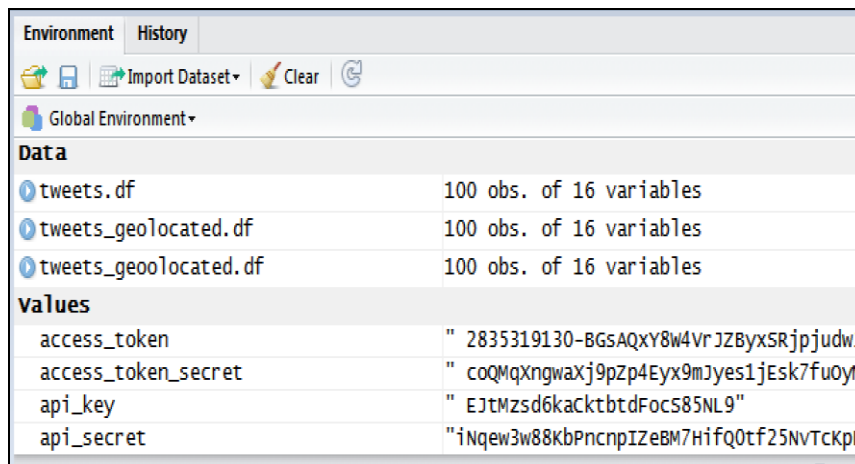 Environment History
Import Dataset Clear
Global Environment
Data
tweets.df 100 obs. of 16 variables
tweets_geolocated.df 100 obs. of 16 variables
tweets_geoolocated.df 100 obs. of 16 variables
Values
access_token " 2835319130-BGsAQxY8W4VrJZByxSRjpjudw
access_token_secret " coQMqXngwaXj9pZp4Eyx9mJyes1jEsk7fuOy
api_key " EJtMzsd6kaCktbtdFocS85NL9"
api_secret "iNqew3w88KbPncnpIZeBM7HifQOtf25NvTcKp